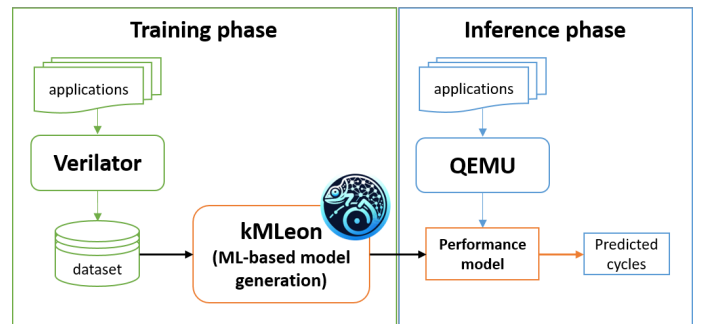 Training phase
applications
Verilator
dataset
kMLeon
(ML-based model
generation)
Inference phase
applications
QEMU
Performance
model
Predicted
cycles